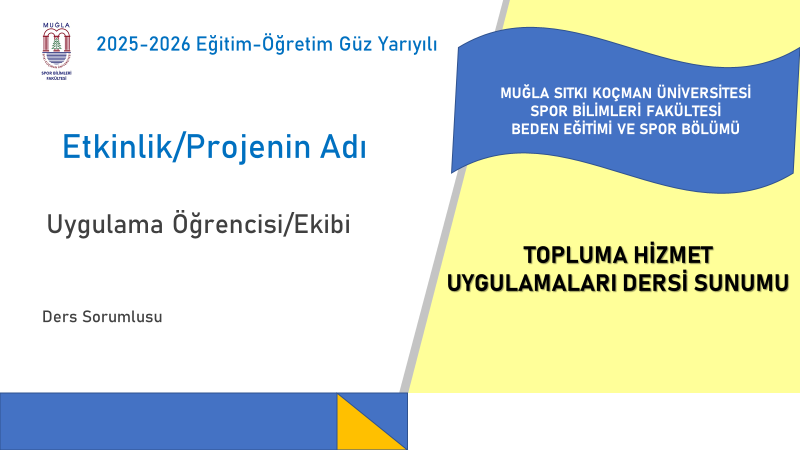 MUĞLA
SPOR BİLİMLERİ
FAKÜLTESİ
2025-2026 Eğitim-Öğretim Güz Yarıyılı
MUĞLA SITKI KOÇMAN ÜNİVERSİTESİ
SPOR BİLİMLERİ FAKÜLTESİ
BEDEN EĞİTİMİ VE SPOR BÖLÜMÜ
Etkinlik/Projenin Adı
Uygulama Öğrencisi/Ekibi
TOPLUMA HİZMET
UYGULAMALARI DERSİ SUNUMU
Ders Sorumlusu